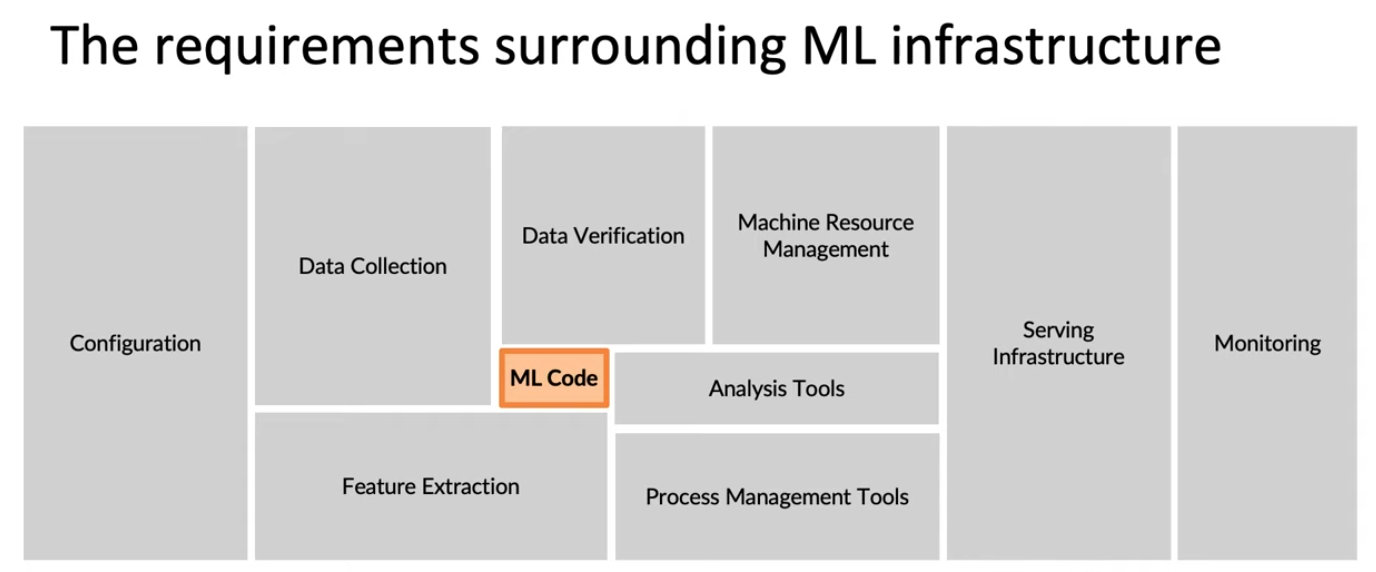 The requirements surrounding ML infrastructure
Configuration
Data Collection
Data Verification
Machine Resource
Management
ML Code
Analysis Tools
Feature Extraction
Process Management Tools
Serving
Infrastructure
Monitoring